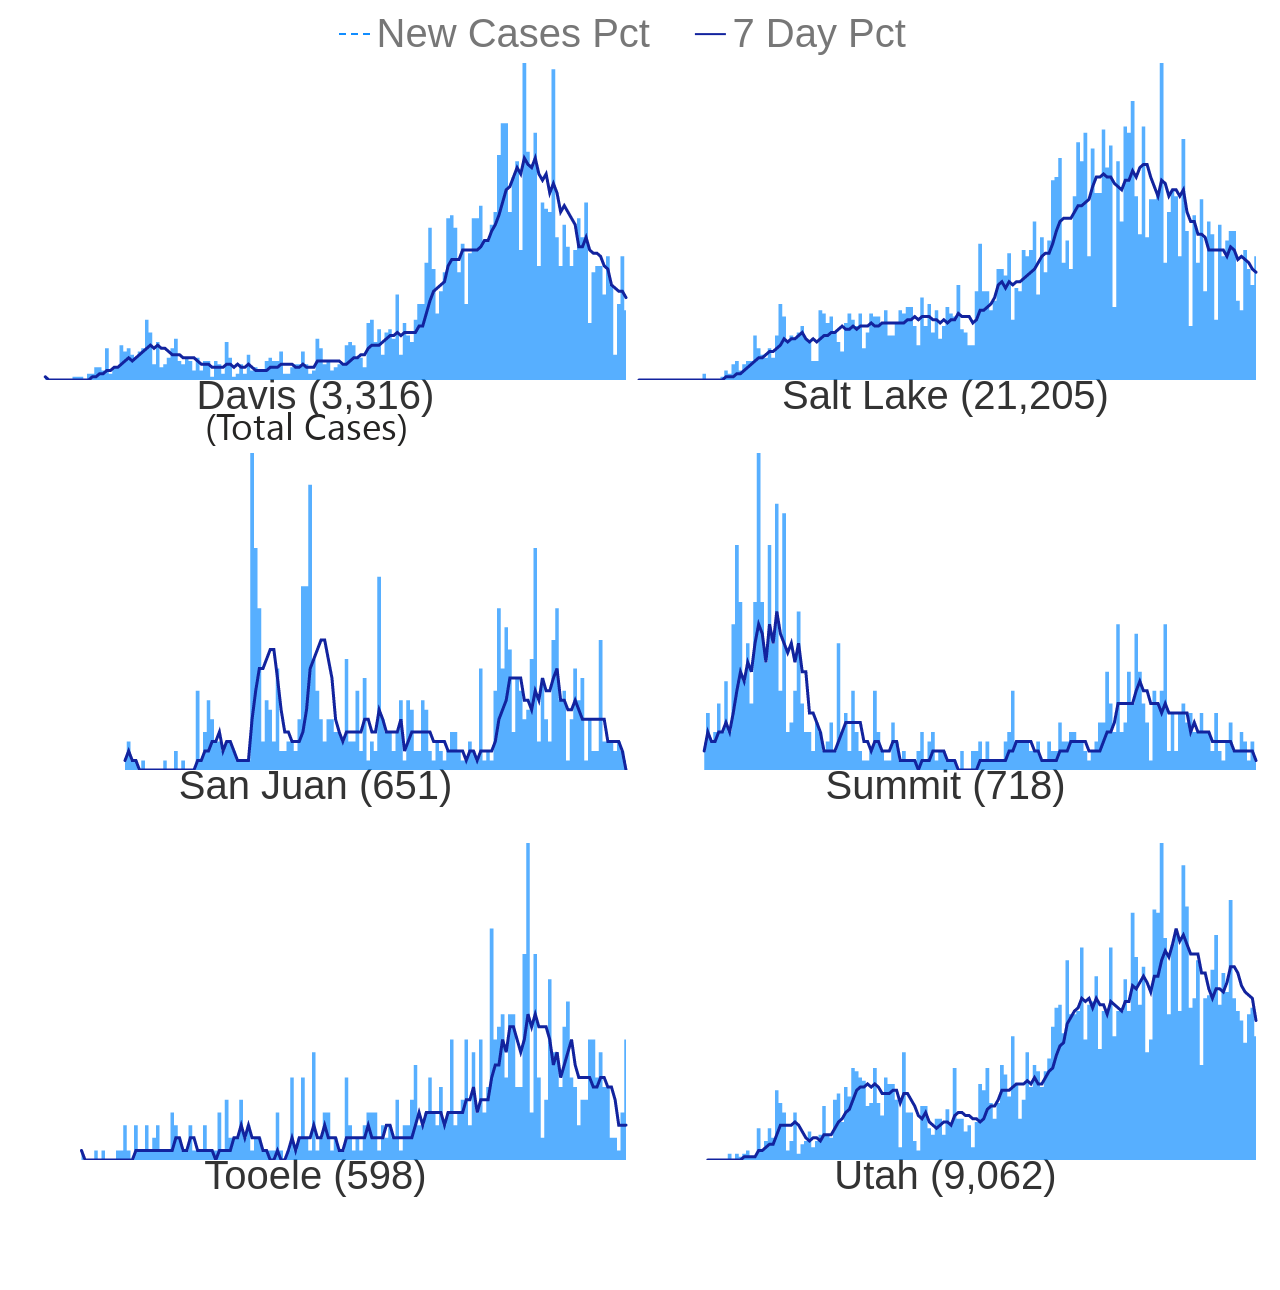 New Cases Pct 7 Day Pct
Davis (3,316) Salt Lake (21,205)
(Total Cases)
San Juan (651) Summit (718)
Tooele (598) Utah (9,062)